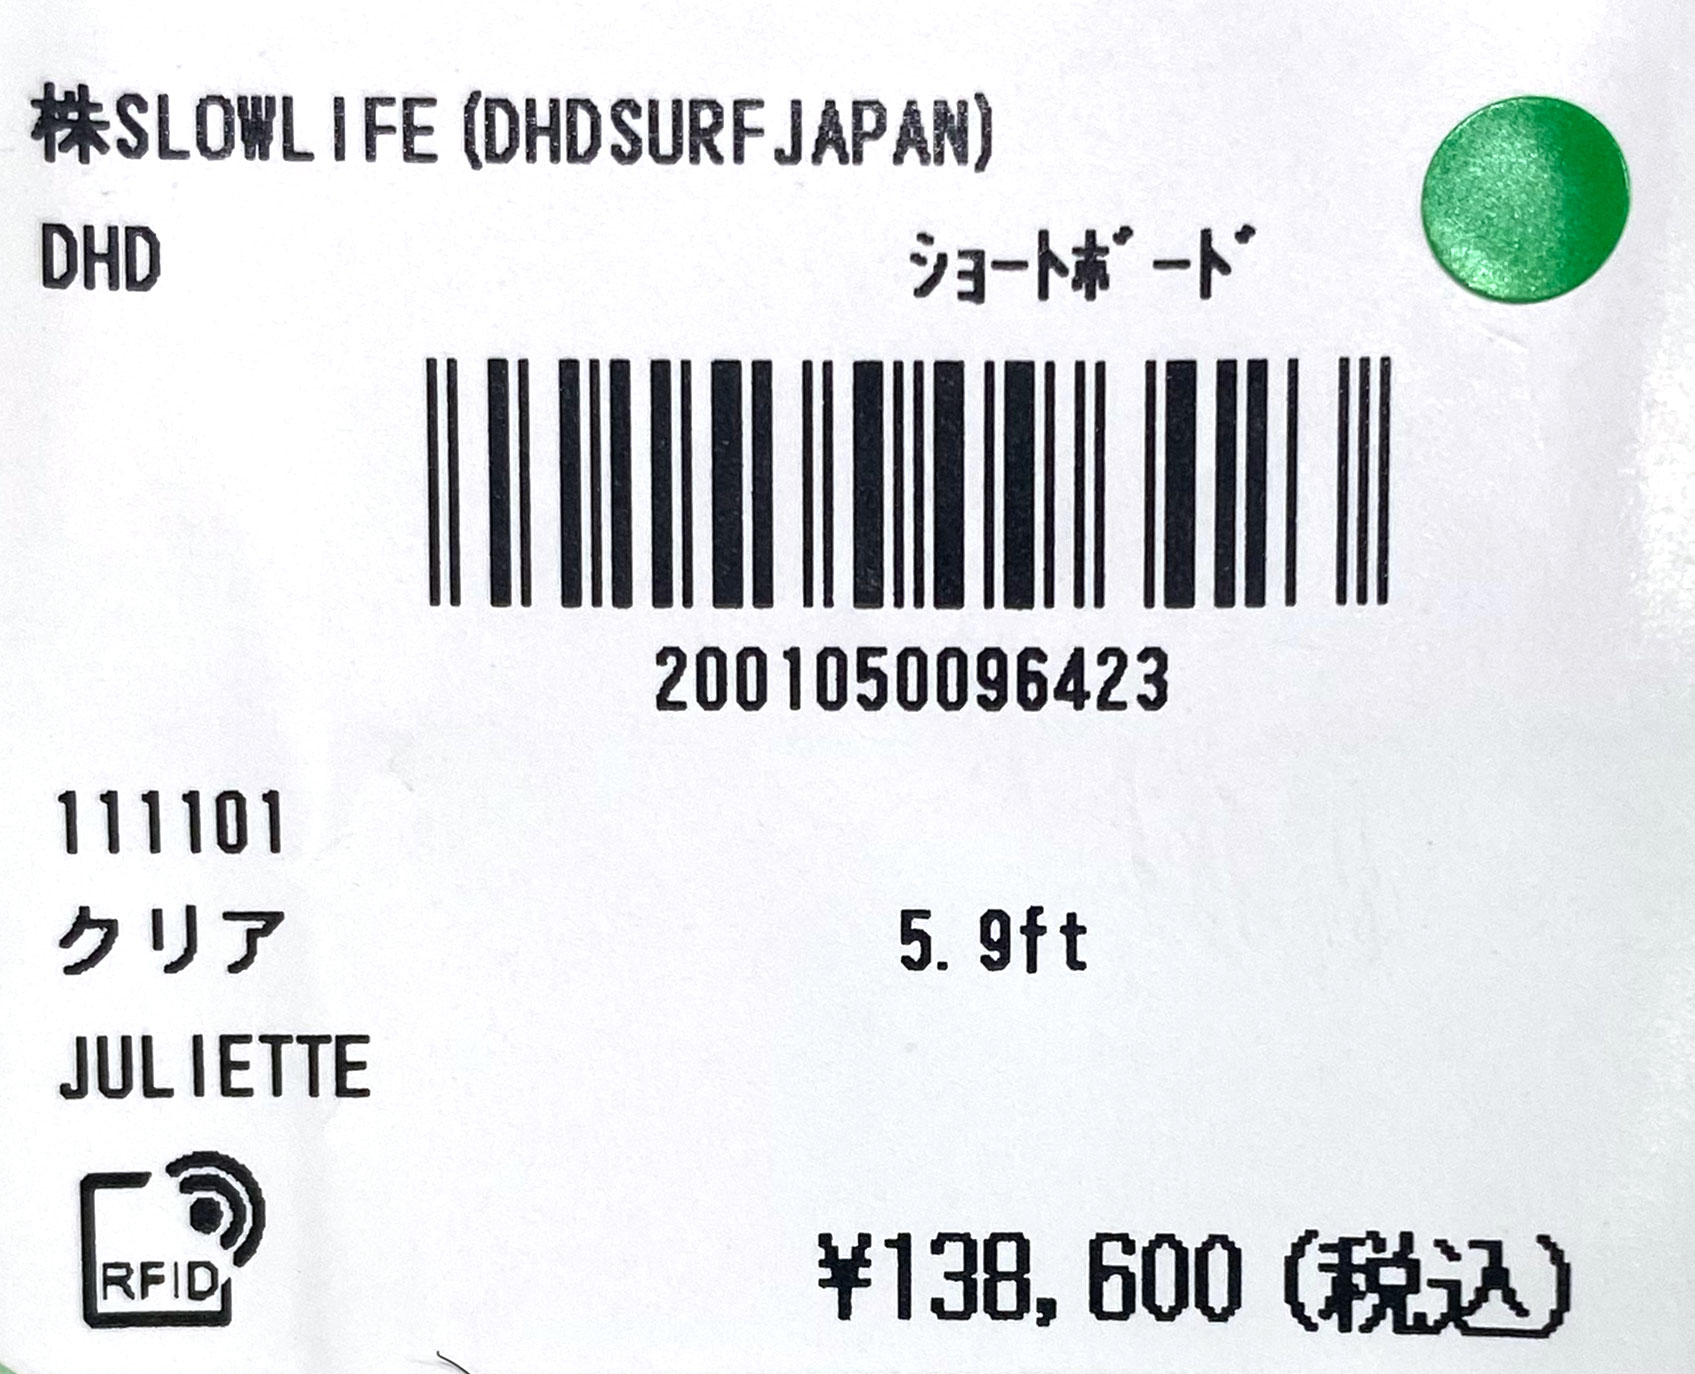 株SLOWLIFE(DHDSURFJAPAN)
DHD ｼｮｰﾄﾎﾞｰﾄﾞ
2001050096423
111101
クリア 5.9ft
JULIETTE
RFID
¥138,600(税込)